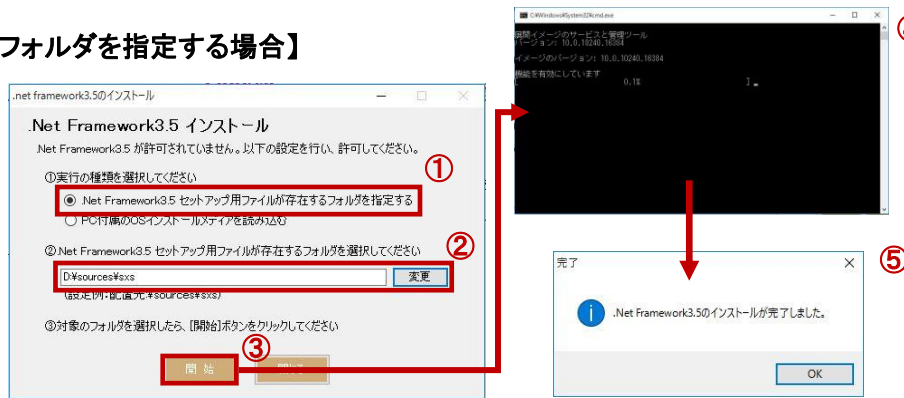 フォルダを指定する場合】
.net framework3.5のインストール
.Net Framework3.5 インストール
.Net Framework3.5 が許可されていません。以下の設定を行い、許可してください。
①
①実行の種類を選択してください
.Net Framework3.5 セットアップ用ファイルが存在するフォルダを指定する
PC付属のOSインストールメディアを読み込む
②.Net Framework3.5 セットアップ用ファイルが存在するフォルダを選択してください
②
D:¥sources¥sxs
変更
(設定例:配置先:¥sources¥sxs)
③対象のフォルダを選択したら、[開始]ボタンをクリックしてください
③
開 始
C:¥Windows¥System32¥cmd.exe
展開イメージのサービスと管理ツール
バージョン: 10.0.10240.16384
イメージのバージョン: 10.0.10240.16384
機能を有効にしています
[ 0.1% ] _
完了
⑤
.Net Framework3.5のインストールが完了しました。
OK